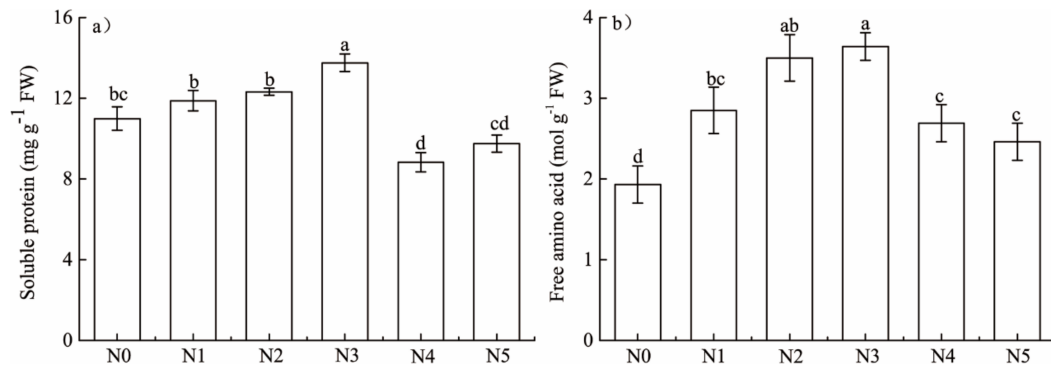 a)
Soluble protein (mg g-1 FW)
16
12
8
4
0
bc
b
b
a
d
cd
N0
N1
N2
N3
N4
N5
b)
Free amino acid (mol g-1 FW)
4
3
2
1
0
d
bc
ab
a
c
c
N0
N1
N2
N3
N4
N5